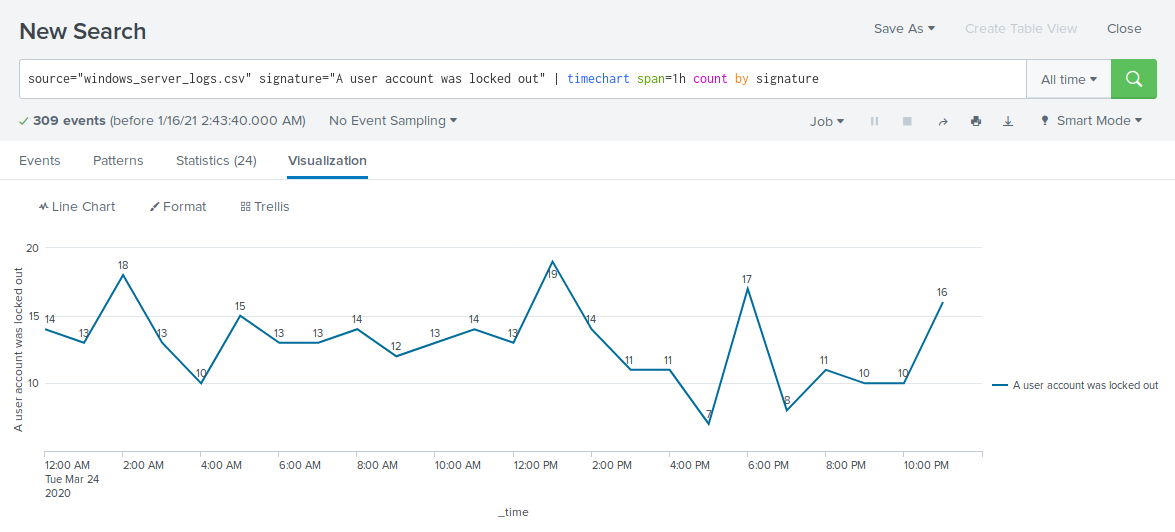 New Search
Save As
Create Table View
Close
source="windows_server_logs.csv" signature="A user account was locked out" | timechart span=1h count by signature
All time
309 events (before 1/16/21 2:43:40.000 AM)
No Event Sampling
Job
Smart Mode
Events
Patterns
Statistics (24)
Visualization
Line Chart
Format
Trellis
A user account was locked out
20
15
10
14
13
18
13
10
15
13
13
14
12
13
14
13
19
14
11
11
7
17
8
11
10
10
16
A user account was locked out
12:00 AM
Tue Mar 24
2020
2:00 AM
4:00 AM
6:00 AM
8:00 AM
10:00 AM
12:00 PM
2:00 PM
4:00 PM
6:00 PM
8:00 PM
10:00 PM
_time